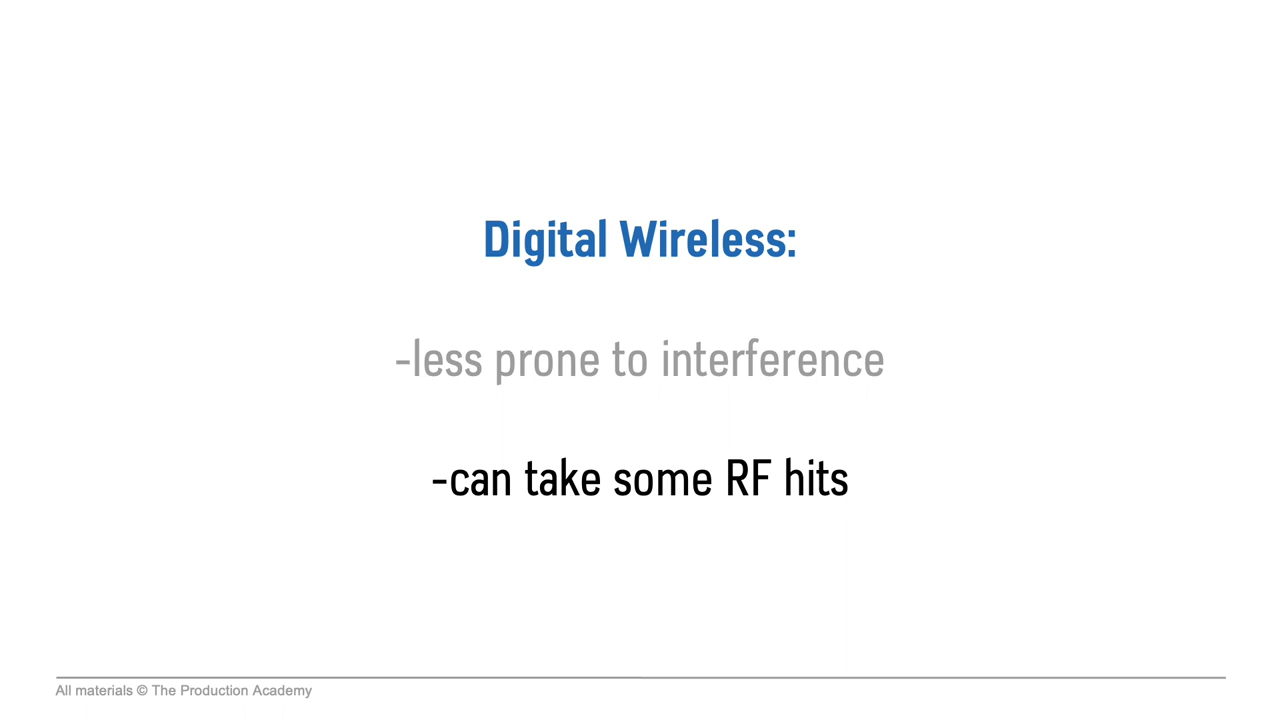 Digital Wireless:
-less prone to interference
-can take some RF hits
All materials © The Production Academy